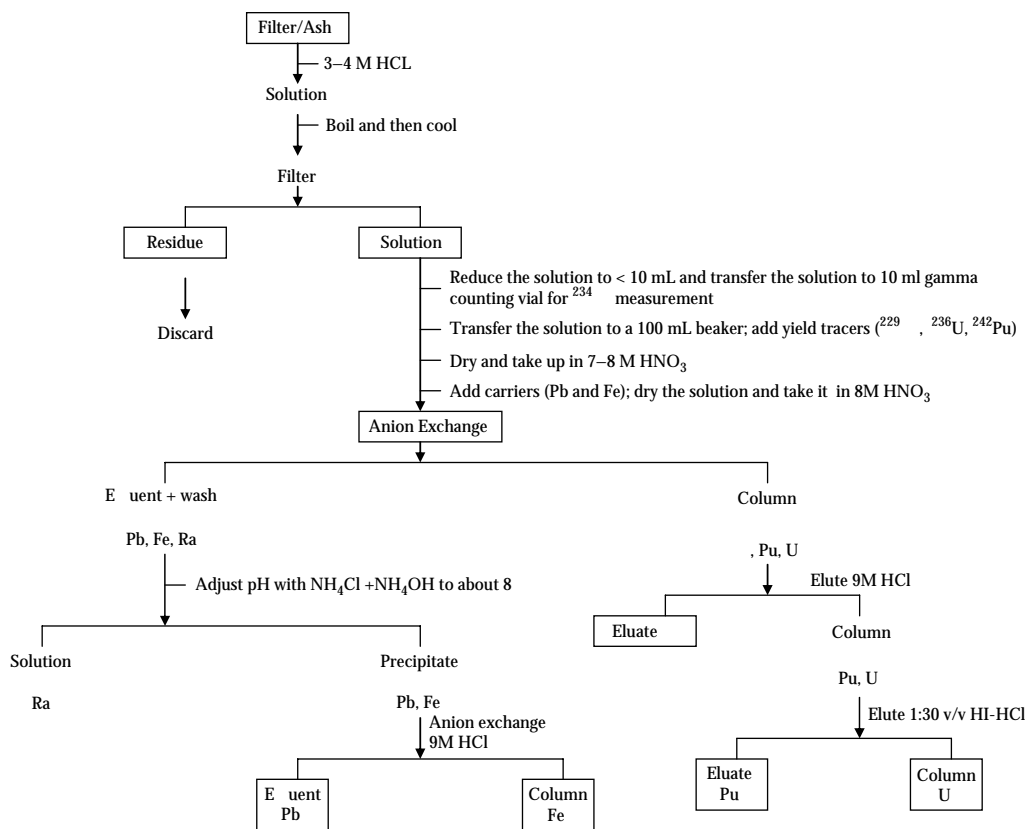 Filter/Ash
3–4 M HCL
Solution
Boil and then cool
Filter
Residue
Solution
Discard
Reduce the solution to < 10 mL and transfer the solution to 10 ml gamma
counting vial for ²³⁴ measurement
Transfer the solution to a 100 mL beaker; add yield tracers (²²⁹ , ²³⁶U, ²⁴²Pu)
Dry and take up in 7–8 M HNO₃
Add carriers (Pb and Fe); dry the solution and take it in 8M HNO₃
Anion Exchange
E uent + wash
Column
Pb, Fe, Ra
, Pu, U
Adjust pH with NH₄Cl +NH₄OH to about 8
Elute 9M HCl
Eluate
Column
Solution
Precipitate
Ra
Pb, Fe
Pu, U
Anion exchange
9M HCl
Elute 1:30 v/v HI-HCl
E uent
Pb
Column
Fe
Eluate
Pu
Column
U